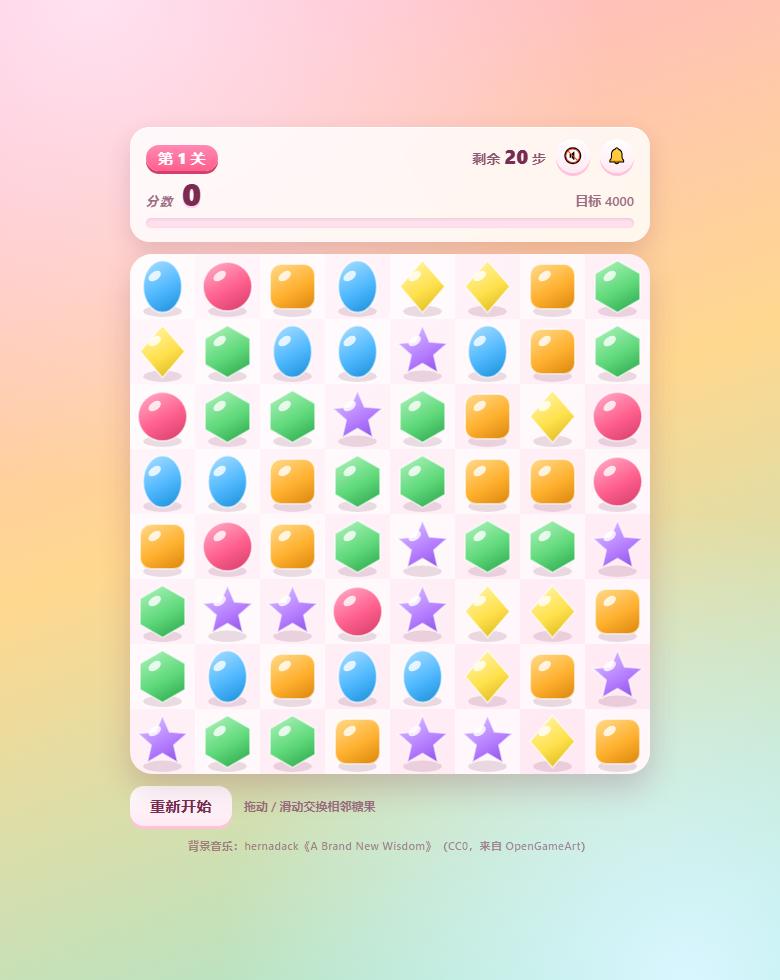 第 1 关
剩余 20 步
分数 0
目标 4000
重新开始
拖动 / 滑动交换相邻糖果
背景音乐：hernadack《A Brand New Wisdom》（CC0，来自 OpenGameArt）